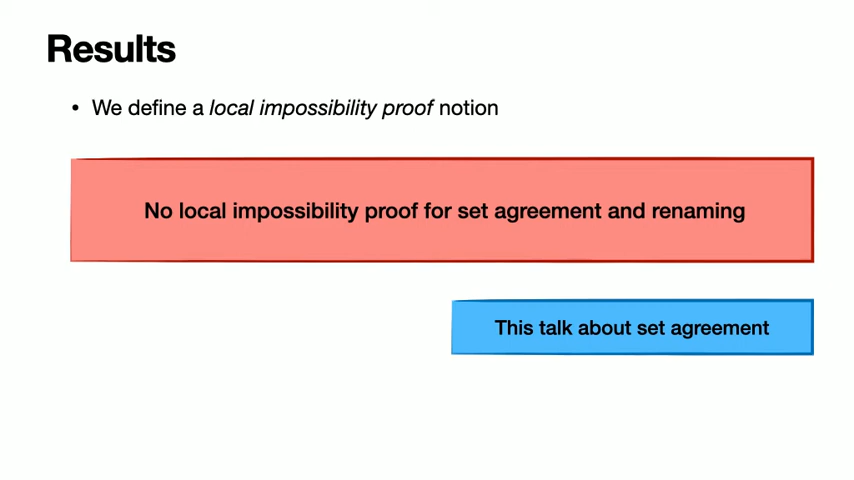 Results
• We define a local impossibility proof notion
No local impossibility proof for set agreement and renaming
This talk about set agreement